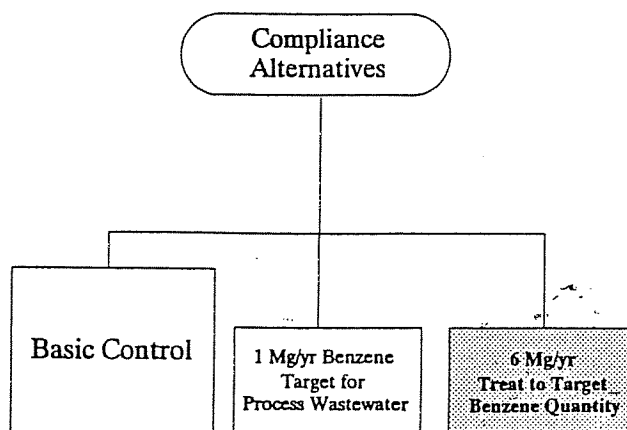 Compliance
Alternatives
Basic Control
1 Mg/yr Benzene
Target for
Process Wastewater
6 Mg/yr
Treat to Target
Benzene Quantity